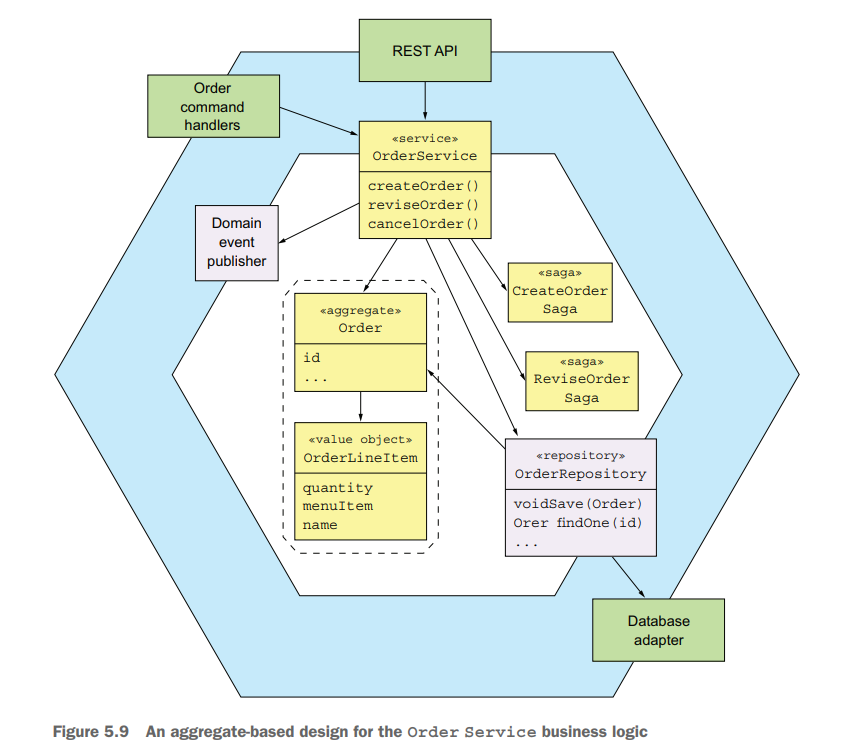 REST API
Order
command
handlers
«service»
OrderService
createOrder()
reviseOrder()
cancelOrder()
Domain
event
publisher
«saga»
CreateOrder
Saga
«aggregate»
Order
id
...
«saga»
ReviseOrder
Saga
«value object»
OrderLineItem
quantity
menuItem
name
«repository»
OrderRepository
voidSave(Order)
Orer findOne(id)
...
Database
adapter
Figure 5.9 An aggregate-based design for the Order Service business logic